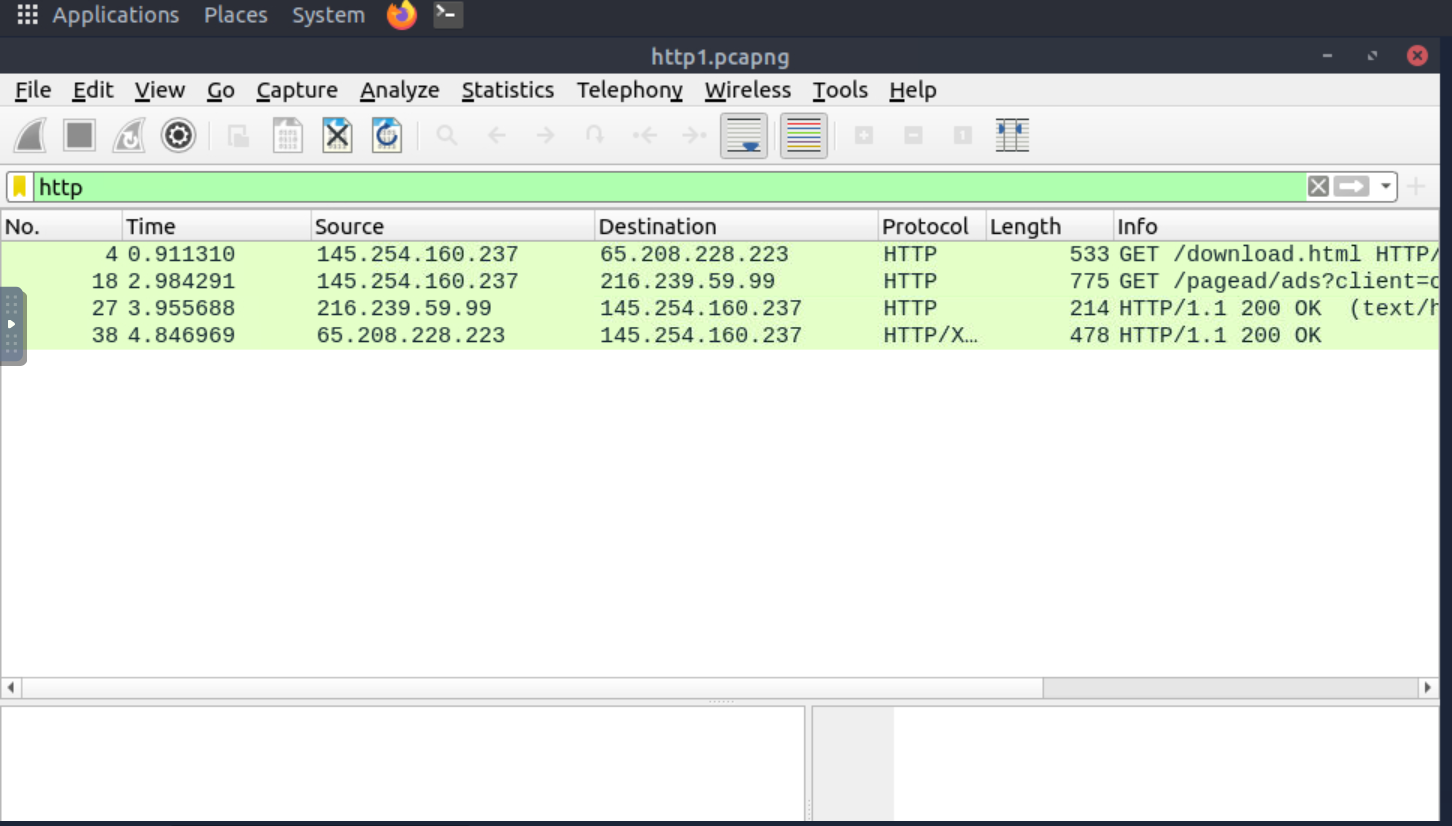 Applications Places System
http1.pcapng
File Edit View Go Capture Analyze Statistics Telephony Wireless Tools Help
http
No. Time Source Destination Protocol Length Info
4 0.911310 145.254.160.237 65.208.228.223 HTTP 533 GET /download.html HTTP/
18 2.984291 145.254.160.237 216.239.59.99 HTTP 775 GET /pagead/ads?client=c
27 3.955688 216.239.59.99 145.254.160.237 HTTP 214 HTTP/1.1 200 OK (text/h
38 4.846969 65.208.228.223 145.254.160.237 HTTP/X… 478 HTTP/1.1 200 OK